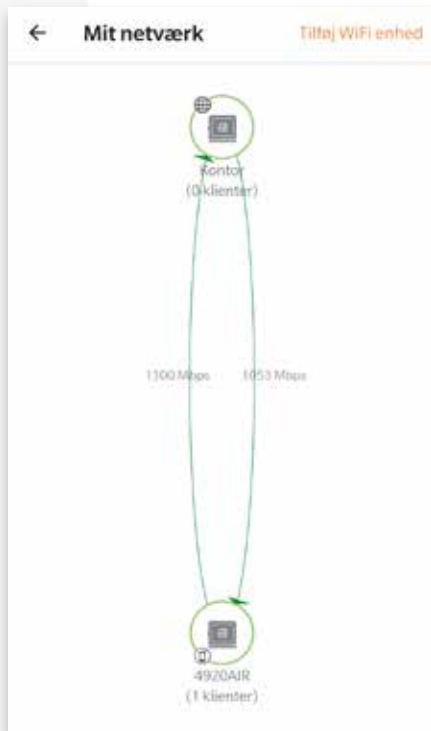 Mit netværk
Tilføj WiFi enhed
Kontor
(0 klienter)
1300 Mbps
1053 Mbps
4920AIR
(1 klienter)